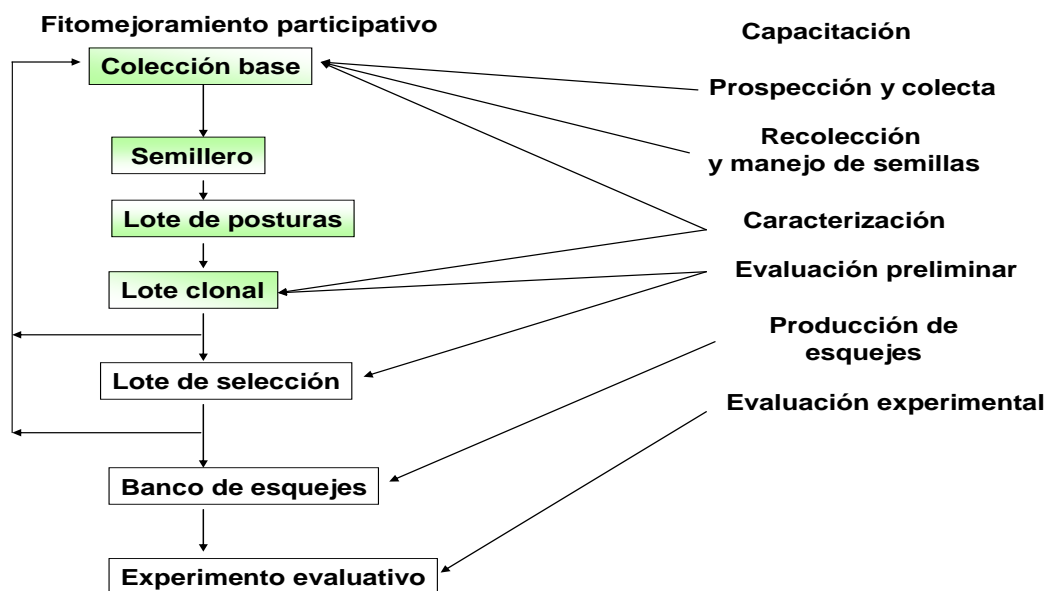 Fitomejoramiento participativo
Colección base
Semillero
Lote de posturas
Lote clonal
Lote de selección
Banco de esquejes
Experimento evaluativo
Capacitación
Prospección y colecta
Recolección
y manejo de semillas
Caracterización
Evaluación preliminar
Producción de
esquejes
Evaluación experimental